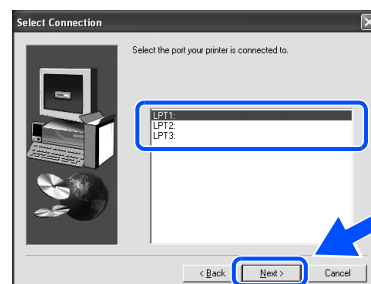 Select Connection
Select the port your printer is connected to.
LPT1:
LPT2:
LPT3:
< Back
Next >
Cancel